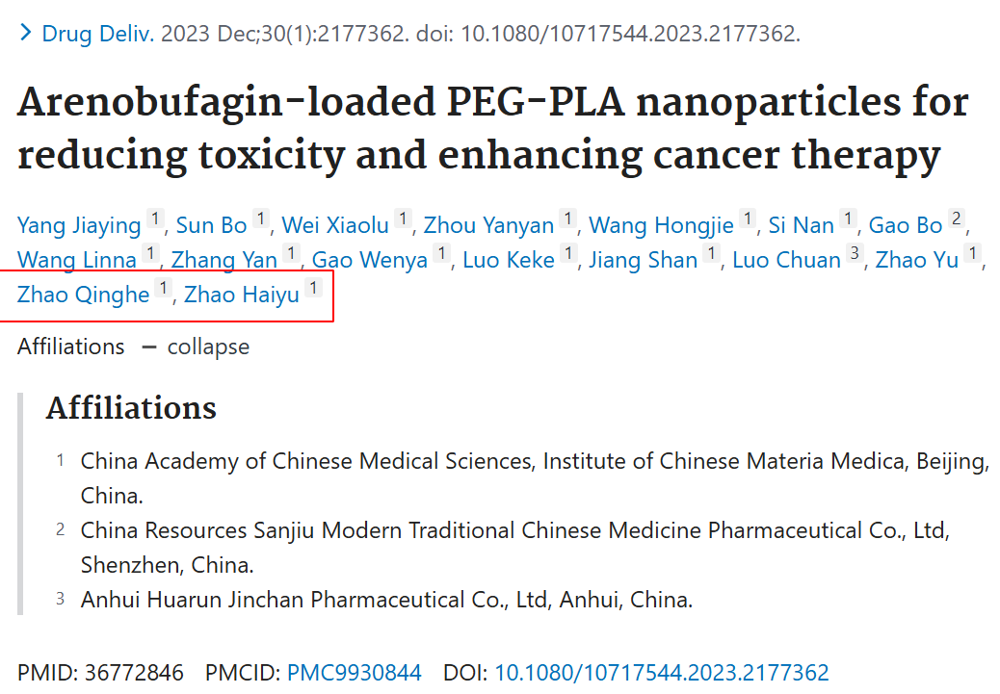 > Drug Deliv. 2023 Dec;30(1):2177362. doi: 10.1080/10717544.2023.2177362.
Arenobufagin-loaded PEG-PLA nanoparticles for
reducing toxicity and enhancing cancer therapy
Yang Jiaying 1, Sun Bo 1, Wei Xiaolu 1, Zhou Yanyan 1, Wang Hongjie 1, Si Nan 1, Gao Bo 2,
Wang Linna 1, Zhang Yan 1, Gao Wenya 1, Luo Keke 1, Jiang Shan 1, Luo Chuan 3, Zhao Yu 1,
Zhao Qinghe 1, Zhao Haiyu 1
Affiliations — collapse
Affiliations
1 China Academy of Chinese Medical Sciences, Institute of Chinese Materia Medica, Beijing,
China.
2 China Resources Sanjiu Modern Traditional Chinese Medicine Pharmaceutical Co., Ltd,
Shenzhen, China.
3 Anhui Huarun Jinchan Pharmaceutical Co., Ltd, Anhui, China.
PMID: 36772846 PMCID: PMC9930844 DOI: 10.1080/10717544.2023.2177362